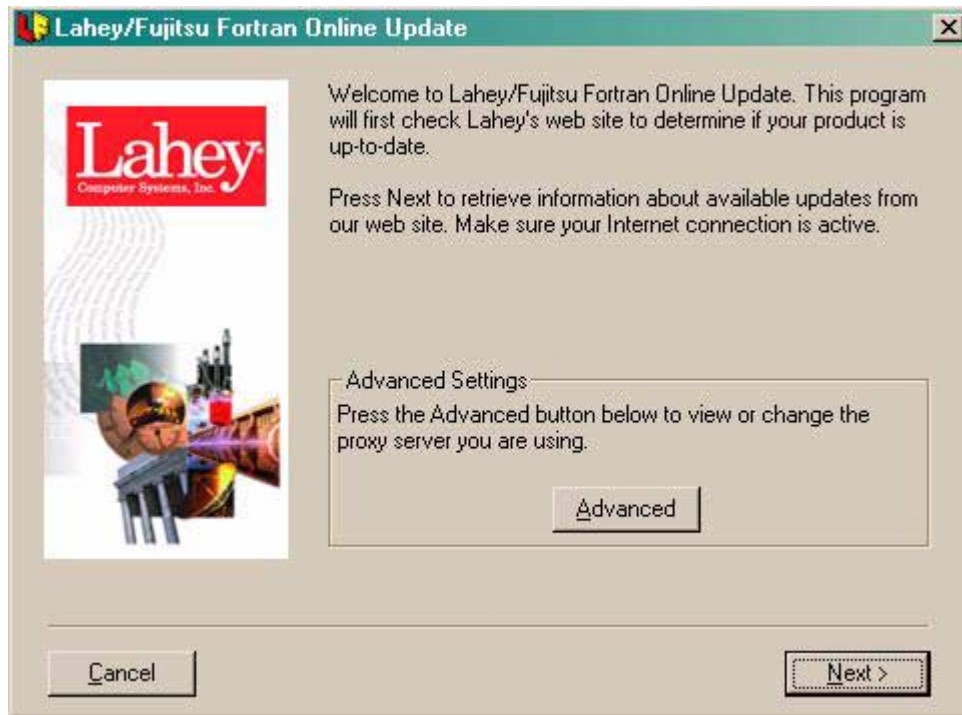 Lahey/Fujitsu Fortran Online Update
Lahey
Computer Systems, Inc.
Welcome to Lahey/Fujitsu Fortran Online Update. This program
will first check Lahey's web site to determine if your product is
up-to-date.
Press Next to retrieve information about available updates from
our web site. Make sure your Internet connection is active.
Advanced Settings
Press the Advanced button below to view or change the
proxy server you are using.
Advanced
Cancel
Next >